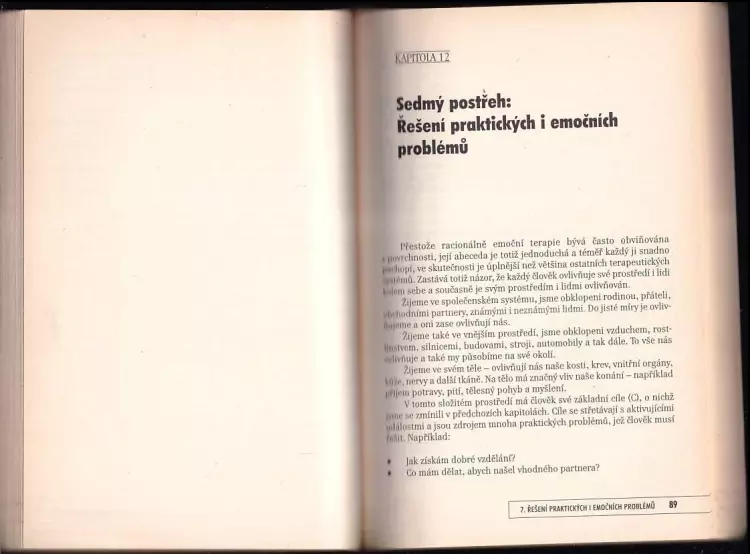 KAPITOLA 12
Sedmý postřeh:
Řešení praktických i emočních
problémů
Přestože racionálně emoční terapie bývá často obviňována
z povrchnosti, její abeceda je totiž jednoduchá a téměř každý ji snadno
pochopí, ve skutečnosti je úplnější než většina ostatních terapeutických
systémů. Zastává totiž názor, že každý člověk ovlivňuje své prostředí i lidi
kolem sebe a současně je svým prostředím i lidmi ovlivňován.
Žijeme ve společenském systému, jsme obklopeni rodinou, přáteli,
obchodními partnery, známými i neznámými lidmi. Do jisté míry je ovliv-
ňujeme a oni zase ovlivňují nás.
Žijeme také ve vnějším prostředí, jsme obklopeni vzduchem, rost-
linstvem, silnicemi, budovami, stroji, automobily a tak dále. To vše nás
ovlivňuje a také my působíme na své okolí.
Žijeme ve svém těle – ovlivňují nás naše kosti, krev, vnitřní orgány,
kůže, nervy a další tkáně. Na tělo má značný vliv naše konání – například
příjem potravy, pití, tělesný pohyb a myšlení.
V tomto složitém prostředí má člověk své základní cíle (C), o nichž
jsme se zmínili v předchozích kapitolách. Cíle se střetávají s aktivujícími
událostmi a jsou zdrojem mnoha praktických problémů, jež člověk musí
řešit. Například:
• Jak získám dobré vzdělání?
• Co mám dělat, abych našel vhodného partnera?
7. ŘEŠENÍ PRAKTICKÝCH I EMOČNÍCH PROBLÉMŮ 89